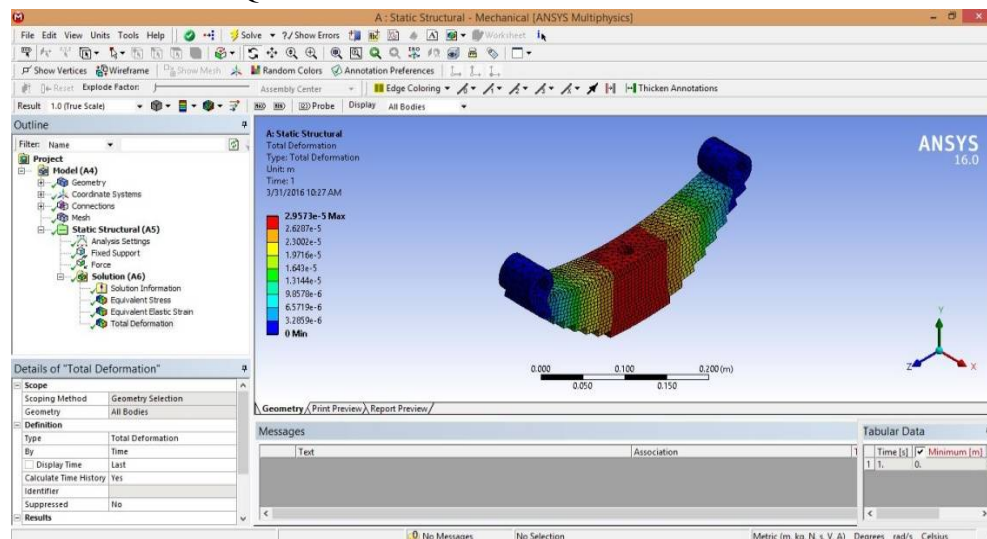 Q
A : Static Structural - Mechanical [ANSYS Multiphysics]
File Edit View Units Tools Help Solve ?/ Show Errors Worksheet
Show Vertices Wireframe Show Mesh Random Colors Annotation Preferences
Reset Explode Factor: Assembly Center Edge Coloring Thicken Annotations
Result 1.0 (True Scale) Probe Display All Bodies
Outline
Filter: Name
Project
Model (A4)
Geometry
Coordinate Systems
Connections
Mesh
Static Structural (A5)
Analysis Settings
Fixed Support
Force
Solution (A6)
Solution Information
Equivalent Stress
Equivalent Elastic Strain
Total Deformation
Details of "Total Deformation"
Scope
Scoping Method Geometry Selection
Geometry All Bodies
Definition
Type Total Deformation
By Time
Display Time Last
Calculate Time History Yes
Identifier
Suppressed No
Results
A: Static Structural
Total Deformation
Type: Total Deformation
Unit: m
Time: 1
3/31/2016 10:27 AM
2.9573e-5 Max
2.6287e-5
2.3002e-5
1.9716e-5
1.643e-5
1.3144e-5
9.8578e-6
6.5719e-6
3.2859e-6
0 Min
ANSYS
16.0
Y
Z X
0.000 0.100 0.200 (m)
0.050 0.150
Geometry Print Preview Report Preview
Messages
Text Association
Tabular Data
Time [s] Minimum [m]
1 1. 0.
0 No Messages No Selection Metric (m, kg, N, s, V, A) Degrees rad/s Celsius